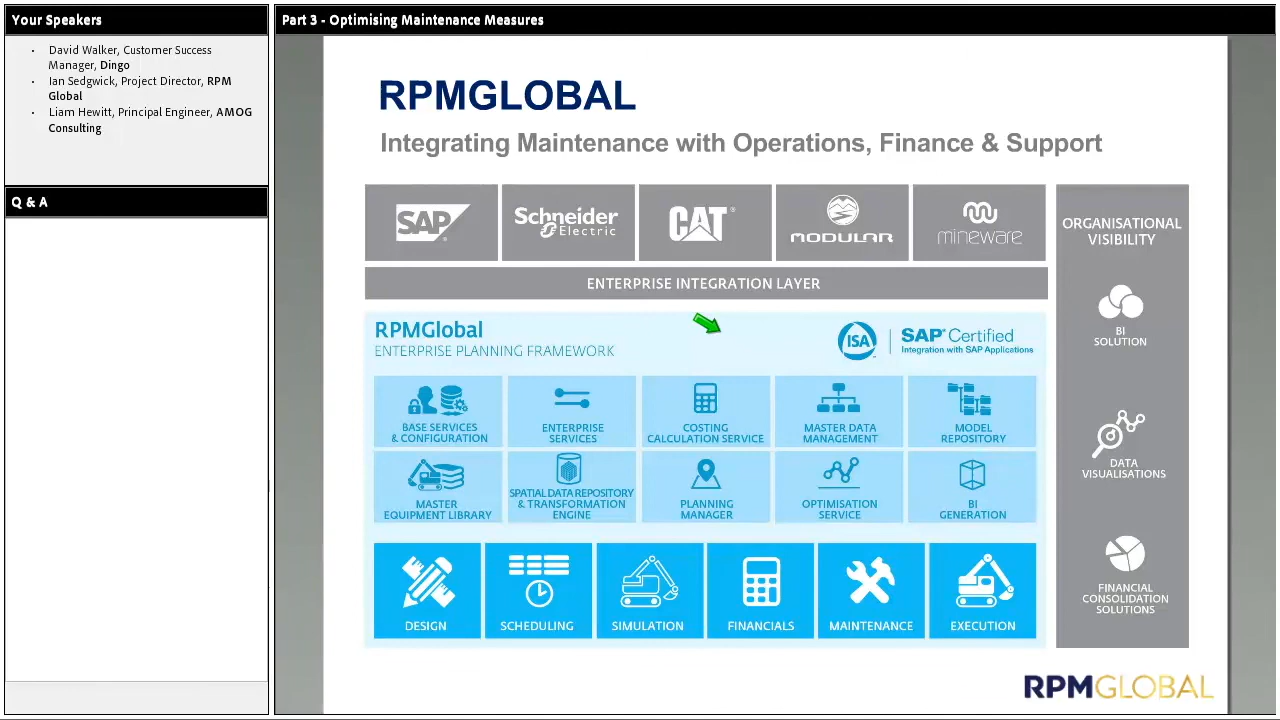 Your Speakers
• David Walker, Customer Success
Manager, Dingo
• Ian Sedgwick, Project Director, RPM
Global
• Liam Hewitt, Principal Engineer, AMOG
Consulting
Q & A
Part 3 - Optimising Maintenance Measures
RPMGLOBAL
Integrating Maintenance with Operations, Finance & Support
SAP®
Schneider
Electric
CAT®
MODULAR
mineware
ENTERPRISE INTEGRATION LAYER
RPMGlobal
ENTERPRISE PLANNING FRAMEWORK
ISA™
SAP® Certified
Integration with SAP Applications
BASE SERVICES
& CONFIGURATION
ENTERPRISE
SERVICES
COSTING
CALCULATION SERVICE
MASTER DATA
MANAGEMENT
MODEL
REPOSITORY
MASTER
EQUIPMENT LIBRARY
SPATIAL DATA REPOSITORY
& TRANSFORMATION
ENGINE
PLANNING
MANAGER
OPTIMISATION
SERVICE
BI
GENERATION
DESIGN
SCHEDULING
SIMULATION
FINANCIALS
MAINTENANCE
EXECUTION
ORGANISATIONAL
VISIBILITY
BI
SOLUTION
DATA
VISUALISATIONS
FINANCIAL
CONSOLIDATION
SOLUTIONS
RPMGLOBAL